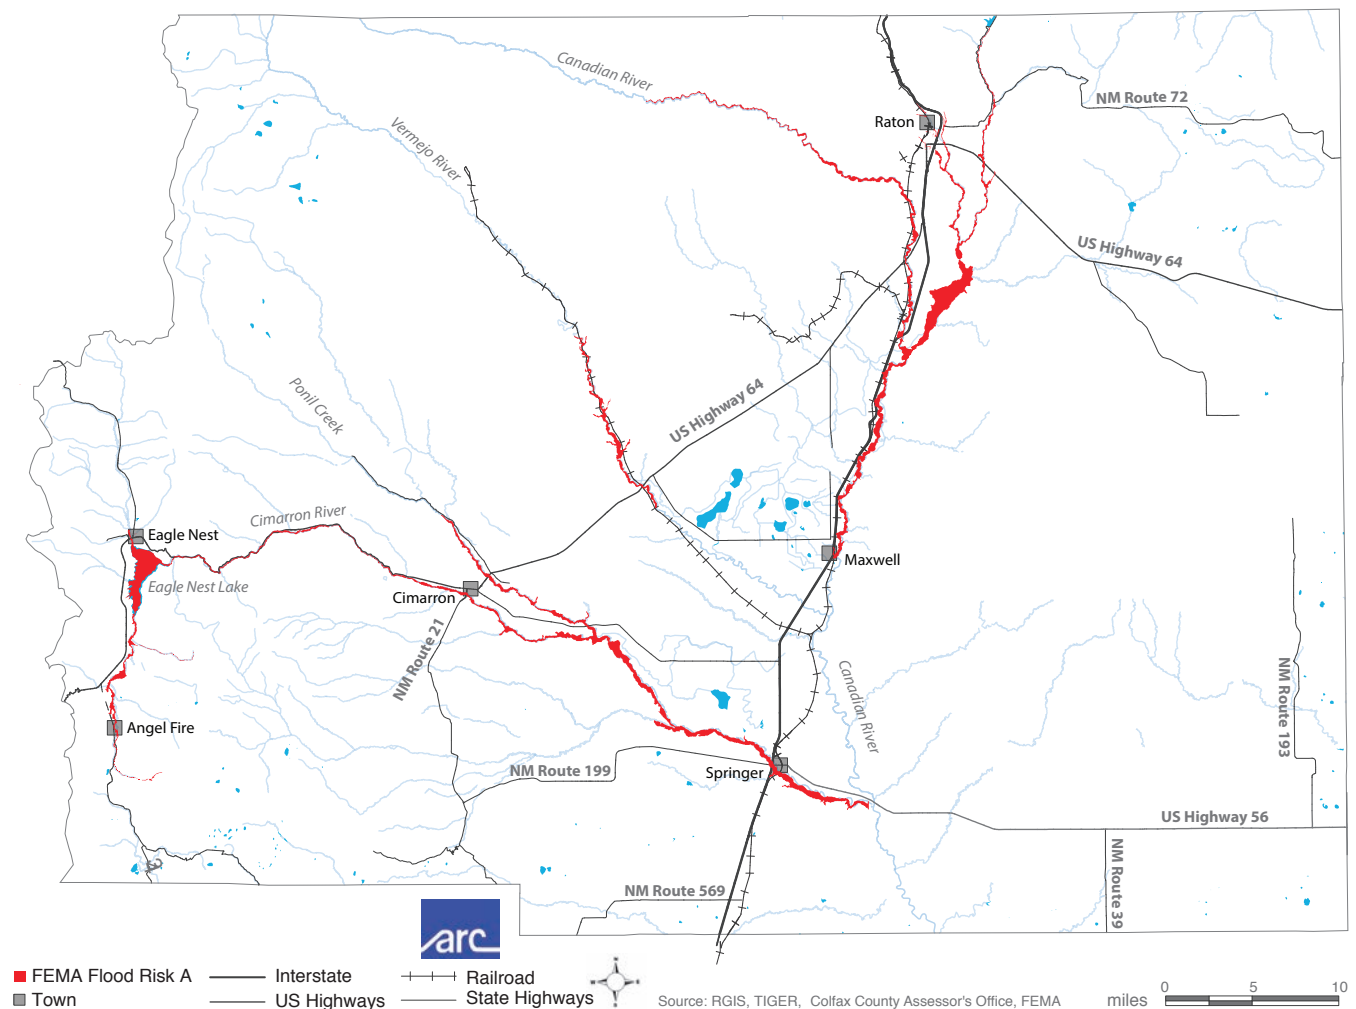 Canadian River
NM Route 72
Raton
Vermejo River
US Highway 64
Ponil Creek
US Highway 64
Cimarron River
Eagle Nest
Maxwell
Eagle Nest Lake
Cimarron
NM Route 21
Canadian River
NM Route 193
Angel Fire
Springer
NM Route 199
US Highway 56
NM Route 39
NM Route 569
arc
FEMA Flood Risk A
Interstate
Railroad
Town
US Highways
State Highways
Source: RGIS, TIGER, Colfax County Assessor's Office, FEMA
miles
0 5 10